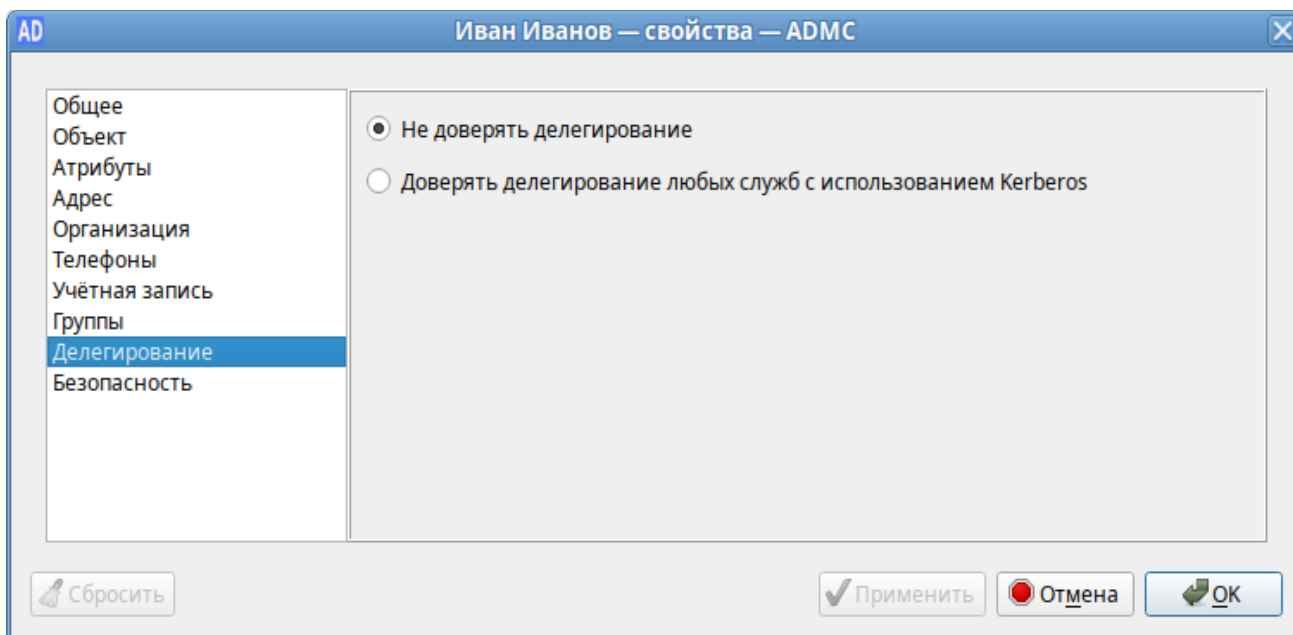 AD Иван Иванов — свойства — ADMC
Общее
Объект
Атрибуты
Адрес
Организация
Телефоны
Учётная запись
Группы
Делегирование
Безопасность
Не доверять делегирование
Доверять делегирование любых служб с использованием Kerberos
Сбросить
Применить
Отмена
OK